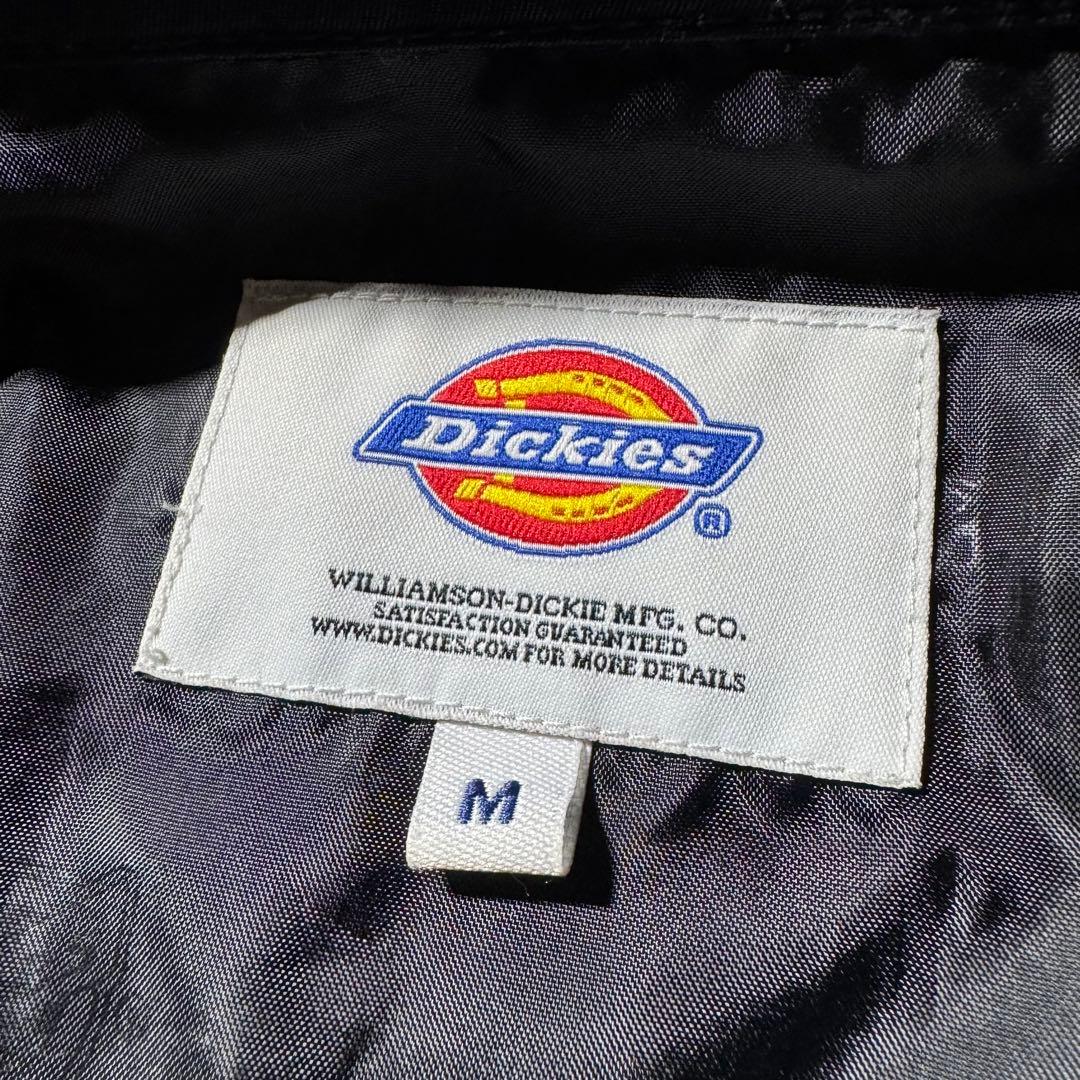 Dickies
®
WILLIAMSON-DICKIE MFG. CO.
SATISFACTION GUARANTEED
WWW.DICKIES.COM FOR MORE DETAILS
M